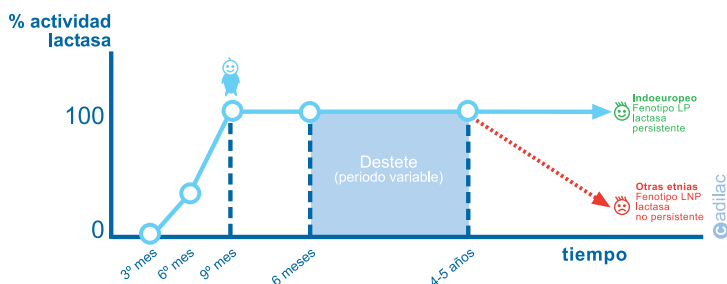 % actividad
lactasa
100
0
Destete
(periodo variable)
Indoeuropeo
Fenotipo LP
lactasa
persistente
Otras etnias
Fenotipo LNP
lactasa
no persistente
3º mes
6º mes
9º mes
6 meses
4-5 años
tiempo
adilac